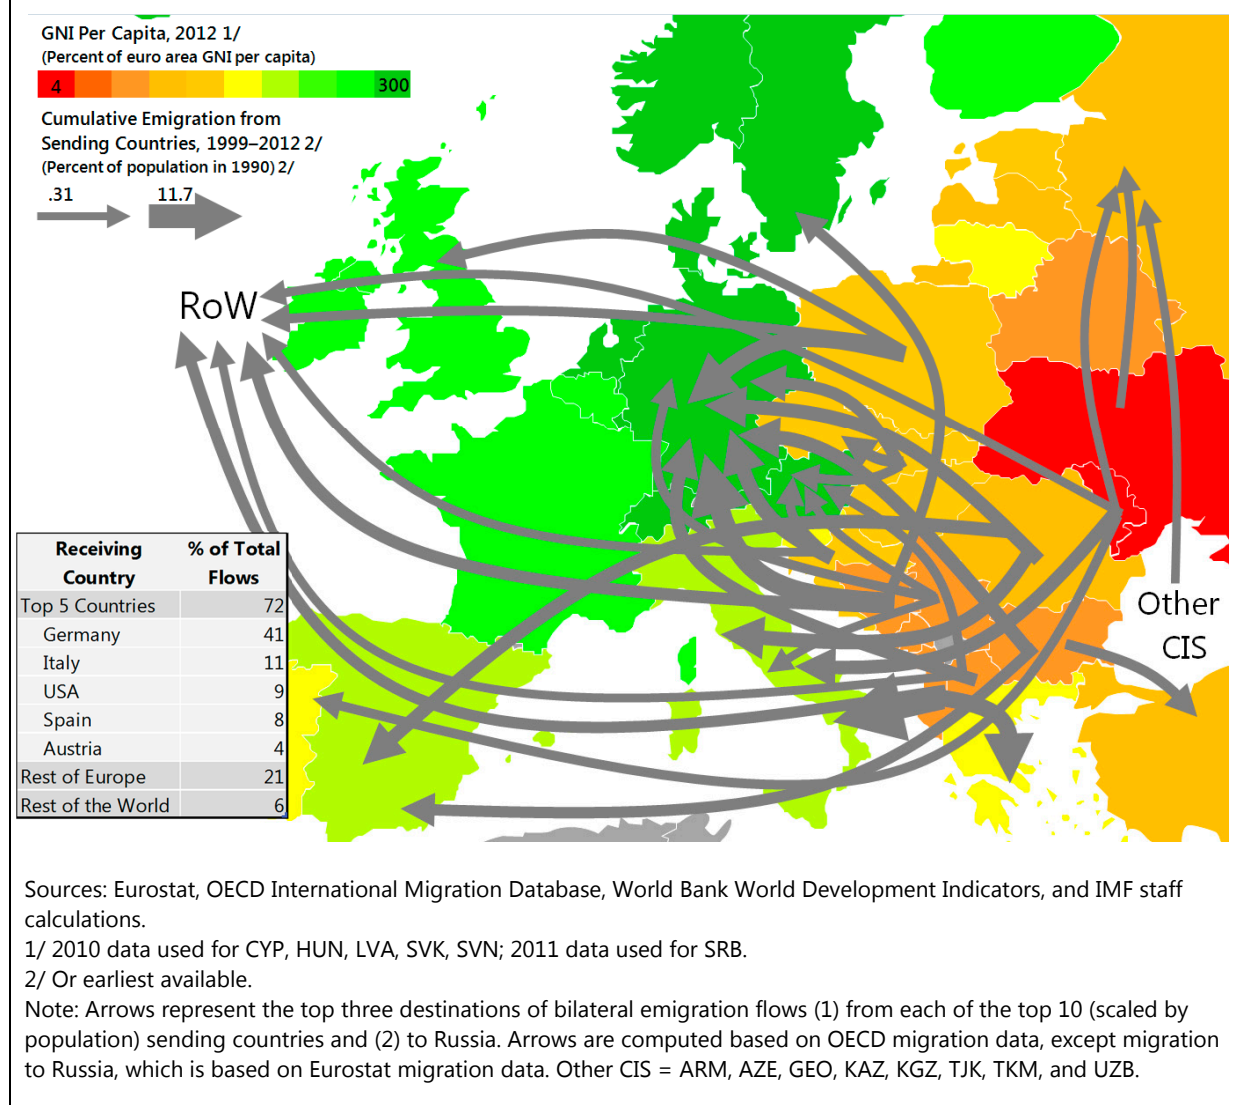 GNI Per Capita, 2012 1/
(Percent of euro area GNI per capita)
4 300
Cumulative Emigration from
Sending Countries, 1999–2012 2/
(Percent of population in 1990) 2/
.31 11.7
RoW
Receiving Country % of Total Flows
Top 5 Countries 72
Germany 41
Italy 11
USA 9
Spain 8
Austria 4
Rest of Europe 21
Rest of the World 6
Other
CIS
Sources: Eurostat, OECD International Migration Database, World Bank World Development Indicators, and IMF staff
calculations.
1/ 2010 data used for CYP, HUN, LVA, SVK, SVN; 2011 data used for SRB.
2/ Or earliest available.
Note: Arrows represent the top three destinations of bilateral emigration flows (1) from each of the top 10 (scaled by
population) sending countries and (2) to Russia. Arrows are computed based on OECD migration data, except migration
to Russia, which is based on Eurostat migration data. Other CIS = ARM, AZE, GEO, KAZ, KGZ, TJK, TKM, and UZB.